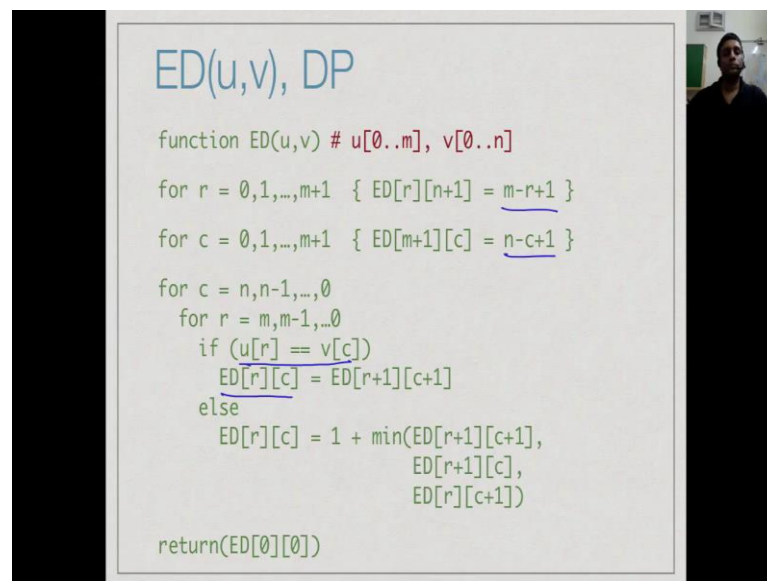 ED(u,v), DP
function ED(u,v) # u[0..m], v[0..n]
for r = 0,1,…,m+1 { ED[r][n+1] = m-r+1 }
for c = 0,1,…,m+1 { ED[m+1][c] = n-c+1 }
for c = n,n-1,…,0
for r = m,m-1,…0
if (u[r] == v[c])
ED[r][c] = ED[r+1][c+1]
else
ED[r][c] = 1 + min(ED[r+1][c+1],
ED[r+1][c],
ED[r][c+1])
return(ED[0][0])